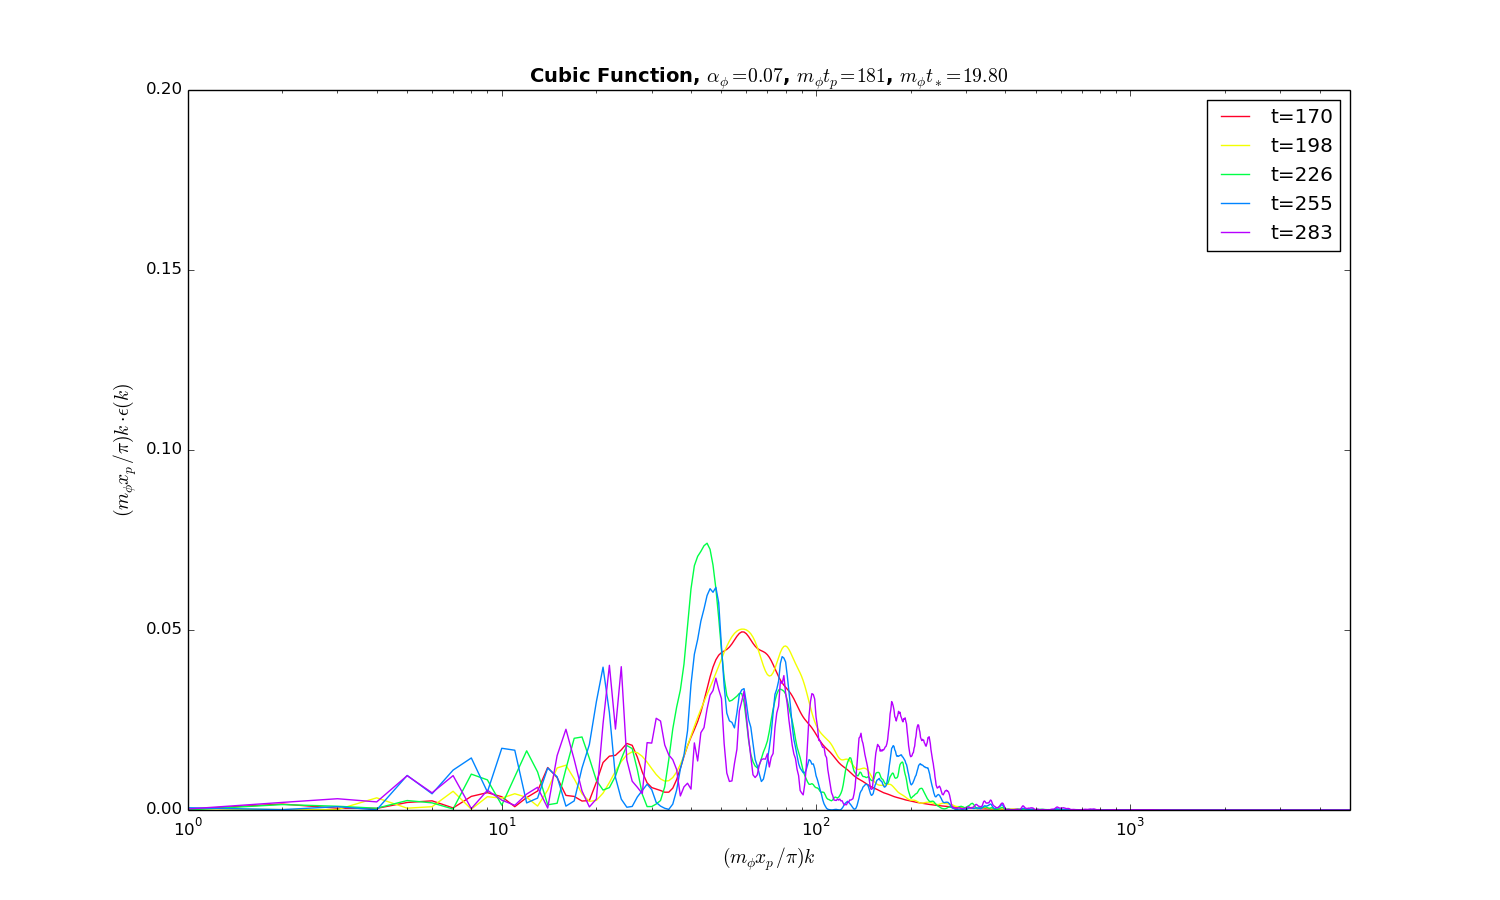 Cubic Function, α_ϕ=0.07, m_ϕt_p=181, m_ϕt_*=19.80
0.20
t=170
t=198
t=226
t=255
t=283
0.15
(m_ϕx_p/π)k·ϵ(k)
0.10
0.05
0.00
10^0 10^1 10^2 10^3
(m_ϕx_p/π)k